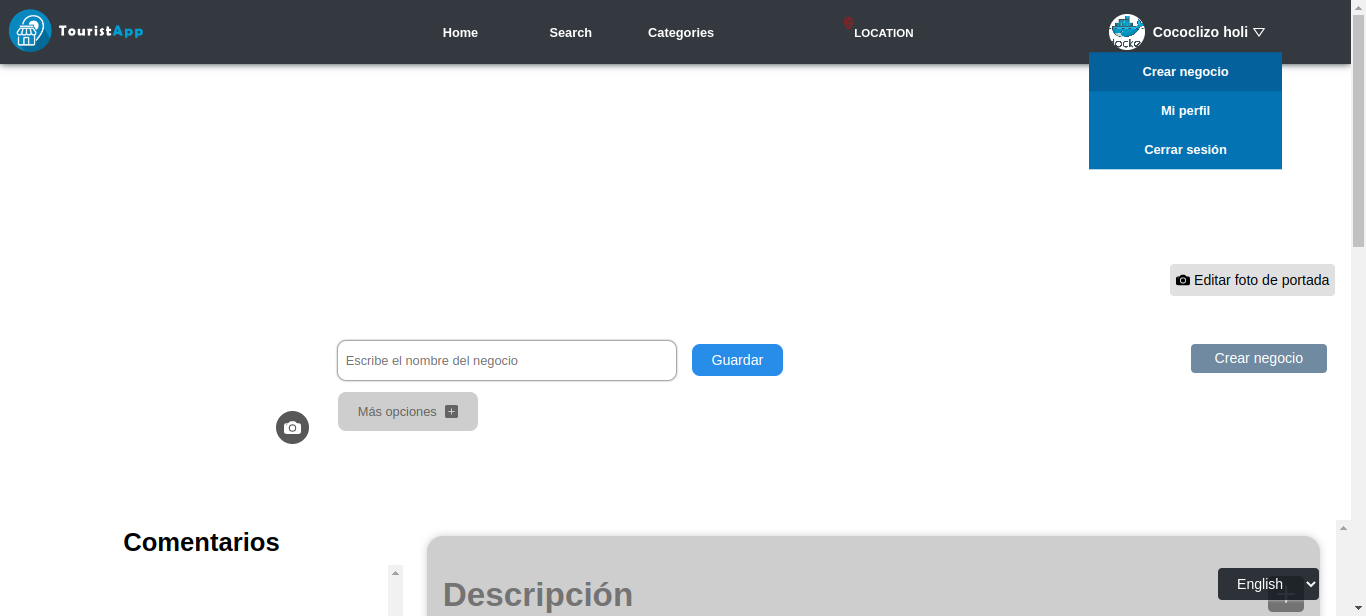 TouristApp
Home
Search
Categories
LOCATION
Cococlizo holi
Crear negocio
Mi perfil
Cerrar sesión
Editar foto de portada
Escribe el nombre del negocio
Guardar
Crear negocio
Más opciones
Comentarios
Descripción
English